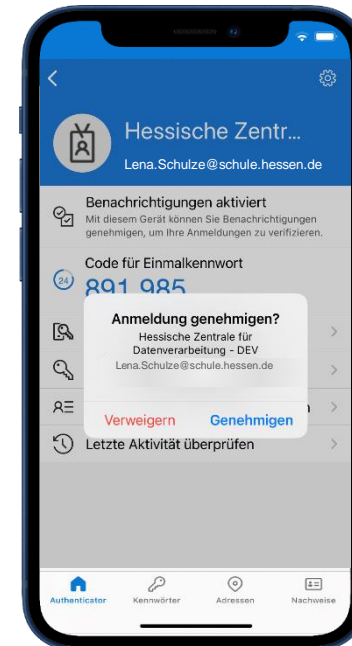 Hessische Zentr...
Lena.Schulze@schule.hessen.de
Benachrichtigungen aktiviert
Mit diesem Gerät können Sie Benachrichtigungen
genehmigen, um Ihre Anmeldungen zu verifizieren.
Code für Einmalkennwort
24
891 985
Anmeldung genehmigen?
Hessische Zentrale für
Datenverarbeitung - DEV
Lena.Schulze@schule.hessen.de
Verweigern Genehmigen
Letzte Aktivität überprüfen
Authenticator Kennwörter Adressen Nachweise